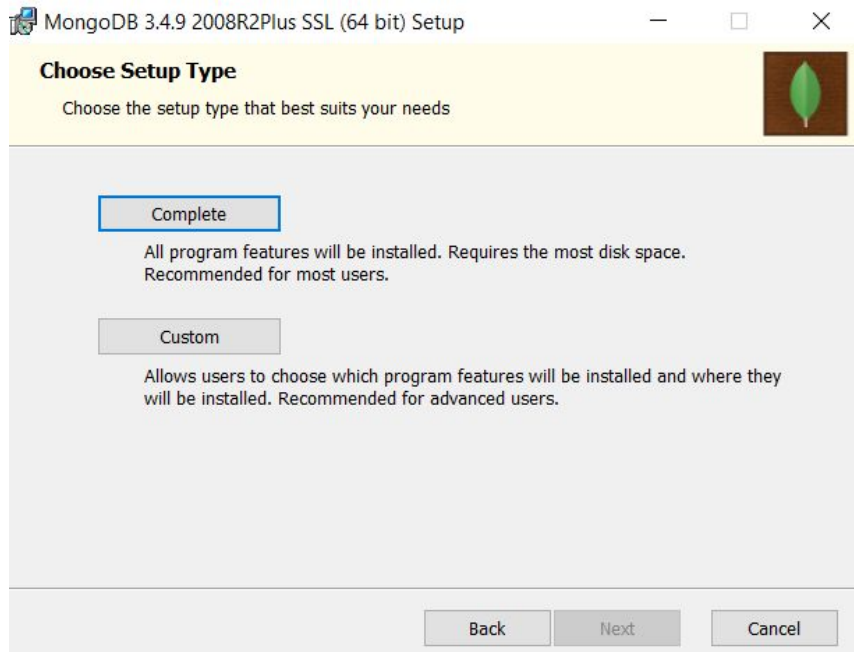 MongoDB 3.4.9 2008R2Plus SSL (64 bit) Setup
Choose Setup Type
Choose the setup type that best suits your needs
Complete
All program features will be installed. Requires the most disk space.
Recommended for most users.
Custom
Allows users to choose which program features will be installed and where they
will be installed. Recommended for advanced users.
Back Next Cancel